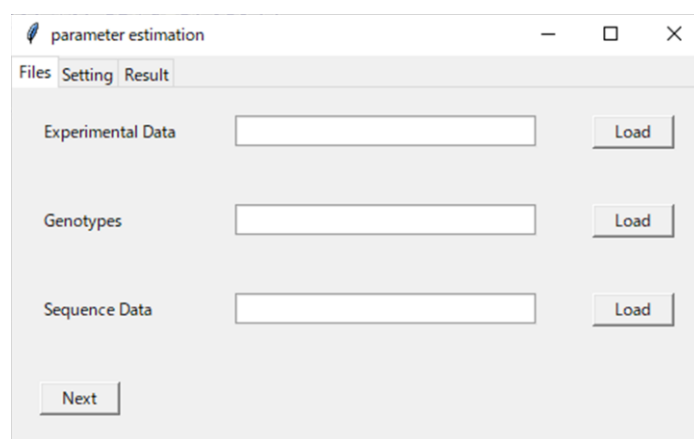 parameter estimation
Files Setting Result
Experimental Data Load
Genotypes Load
Sequence Data Load
Next